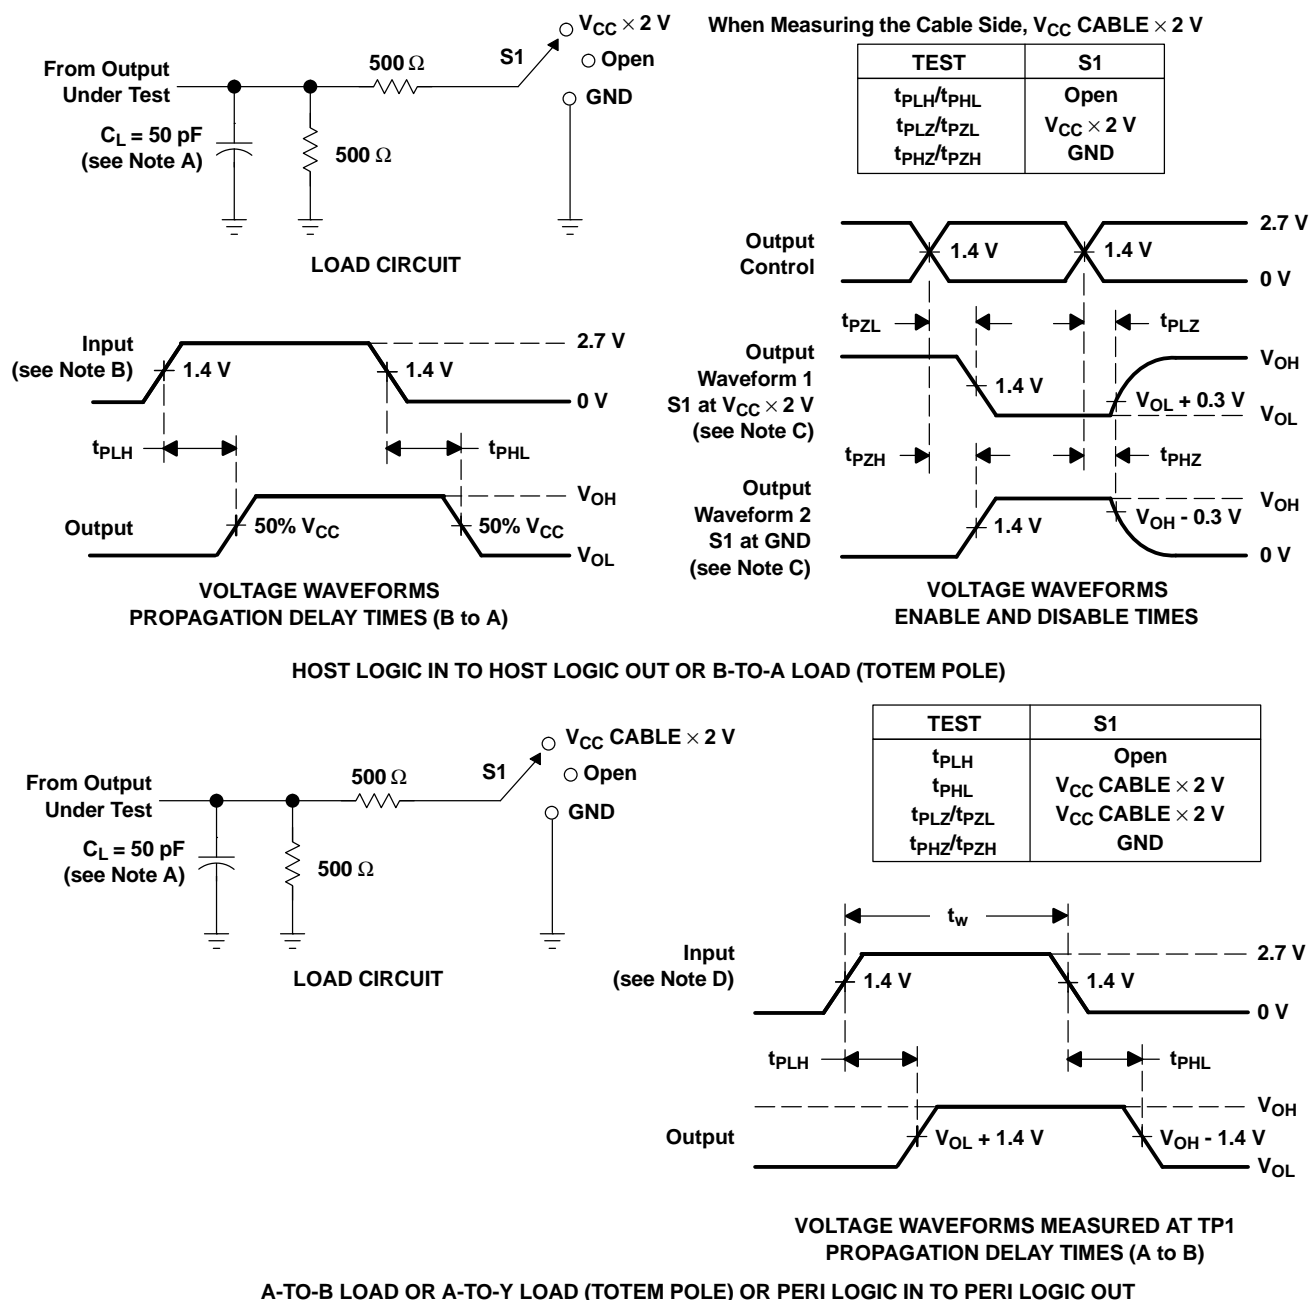 When Measuring the Cable Side, VCC CABLE × 2 V
VCC × 2 V
S1
Open
GND
500 Ω
From Output
Under Test
CL = 50 pF
(see Note A)
500 Ω
LOAD CIRCUIT
TEST S1
tPLH/tPHL Open
tPLZ/tPZL VCC × 2 V
tPHZ/tPZH GND
Input
(see Note B)
1.4 V
1.4 V
2.7 V
0 V
tPLH
tPHL
Output
50% VCC
50% VCC
VOH
VOL
VOLTAGE WAVEFORMS
PROPAGATION DELAY TIMES (B to A)
Output
Control
1.4 V
1.4 V
2.7 V
0 V
tPZL
tPLZ
Output
Waveform 1
S1 at VCC × 2 V
(see Note C)
1.4 V
VOH
VOL + 0.3 V
VOL
tPZH
tPHZ
Output
Waveform 2
S1 at GND
(see Note C)
1.4 V
VOH
VOH - 0.3 V
0 V
VOLTAGE WAVEFORMS
ENABLE AND DISABLE TIMES
HOST LOGIC IN TO HOST LOGIC OUT OR B-TO-A LOAD (TOTEM POLE)
VCC CABLE × 2 V
S1
Open
GND
500 Ω
From Output
Under Test
CL = 50 pF
(see Note A)
500 Ω
LOAD CIRCUIT
TEST S1
tPLH Open
tPHL VCC CABLE × 2 V
tPLZ/tPZL VCC CABLE × 2 V
tPHZ/tPZH GND
tw
Input
(see Note D)
1.4 V
1.4 V
2.7 V
0 V
tPLH
tPHL
Output
VOL + 1.4 V
VOH - 1.4 V
VOH
VOL
VOLTAGE WAVEFORMS MEASURED AT TP1
PROPAGATION DELAY TIMES (A to B)
A-TO-B LOAD OR A-TO-Y LOAD (TOTEM POLE) OR PERI LOGIC IN TO PERI LOGIC OUT